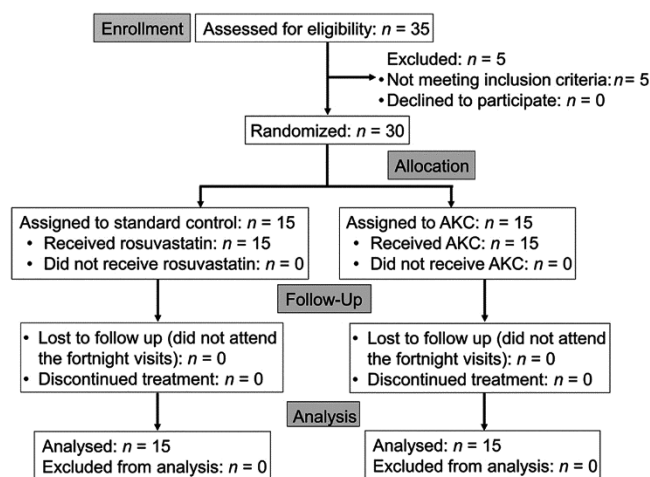 Enrollment
Assessed for eligibility: n = 35
Excluded: n = 5
•Not meeting inclusion criteria: n= 5
• Declined to participate: n = 0
Randomized: n = 30
Allocation
Assigned to standard control: n = 15
• Received rosuvastatin: n = 15
• Did not receive rosuvastatin: n = 0
Assigned to AKC: n = 15
• Received AKC: n = 15
• Did not receive AKC: n = 0
Follow-Up
• Lost to follow up (did not attend
the fortnight visits): n = 0
• Discontinued treatment: n = 0
• Lost to follow up (did not attend
the fortnight visits): n = 0
• Discontinued treatment: n = 0
Analysis
Analysed: n = 15
Excluded from analysis: n = 0
Analysed: n = 15
Excluded from analysis: n = 0